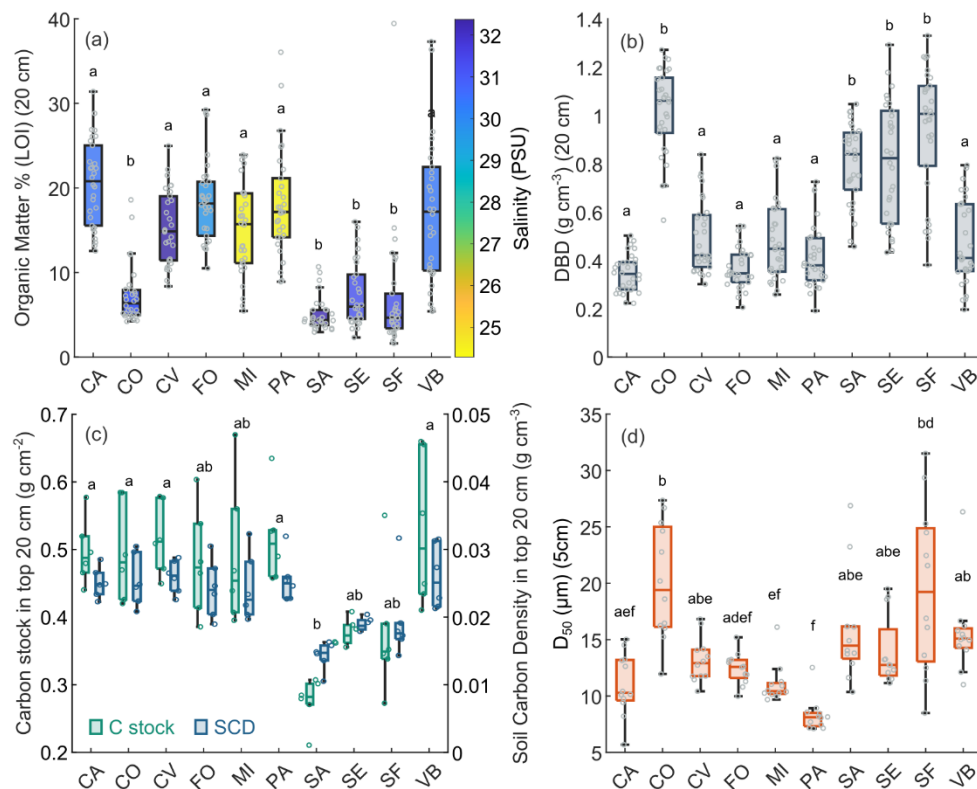 (a)
Organic Matter % (LOI) (20 cm)
40
30
20
10
0
a
b
a
a
a
a
b
b
b
a
CA CO CV FO MI PA SA SE SF VB
32
31
30
29
28
27
26
25
Salinity (PSU)
(b)
DBD (g cm-3) (20 cm)
1.4
1.2
1
0.8
0.6
0.4
0.2
0
a
b
a
a
a
a
b
b
b
a
CA CO CV FO MI PA SA SE SF VB
(c)
Carbon stock in top 20 cm (g cm-2)
0.7
0.6
0.5
0.4
0.3
0.2
a
a
a
ab
ab
a
b
ab
ab
a
C stock
SCD
CA CO CV FO MI PA SA SE SF VB
0.05
0.04
0.03
0.02
0.01
0
Soil Carbon Density in top 20 cm (g cm-3)
(d)
D50 (μm) (5cm)
35
30
25
20
15
10
5
aef
b
abe
adef
ef
f
abe
abe
bd
ab
CA CO CV FO MI PA SA SE SF VB